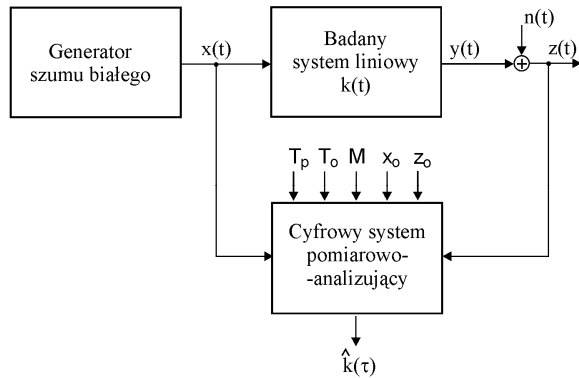 Generator
szumu białego
x(t)
Badany
system liniowy
k(t)
y(t)
n(t)
z(t)
Tp To M xo zo
Cyfrowy system
pomiarowo-
-analizujący
k̂(τ)